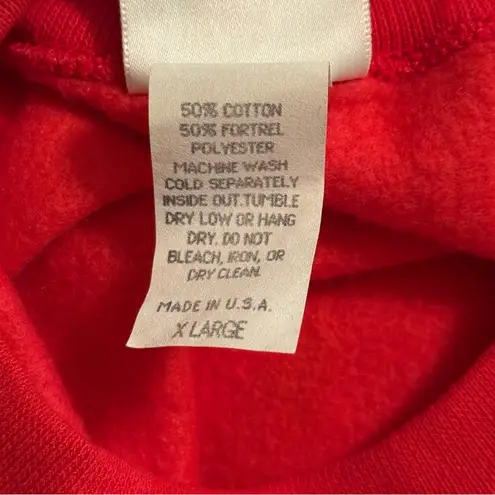 50% COTTON
50% FORTREL
POLYESTER
MACHINE WASH
COLD SEPARATELY
INSIDE OUT.TUMBLE
DRY LOW OR HANG
DRY. DO NOT
BLEACH, IRON, OR
DRY CLEAN.
MADE IN U.S.A.
X LARGE